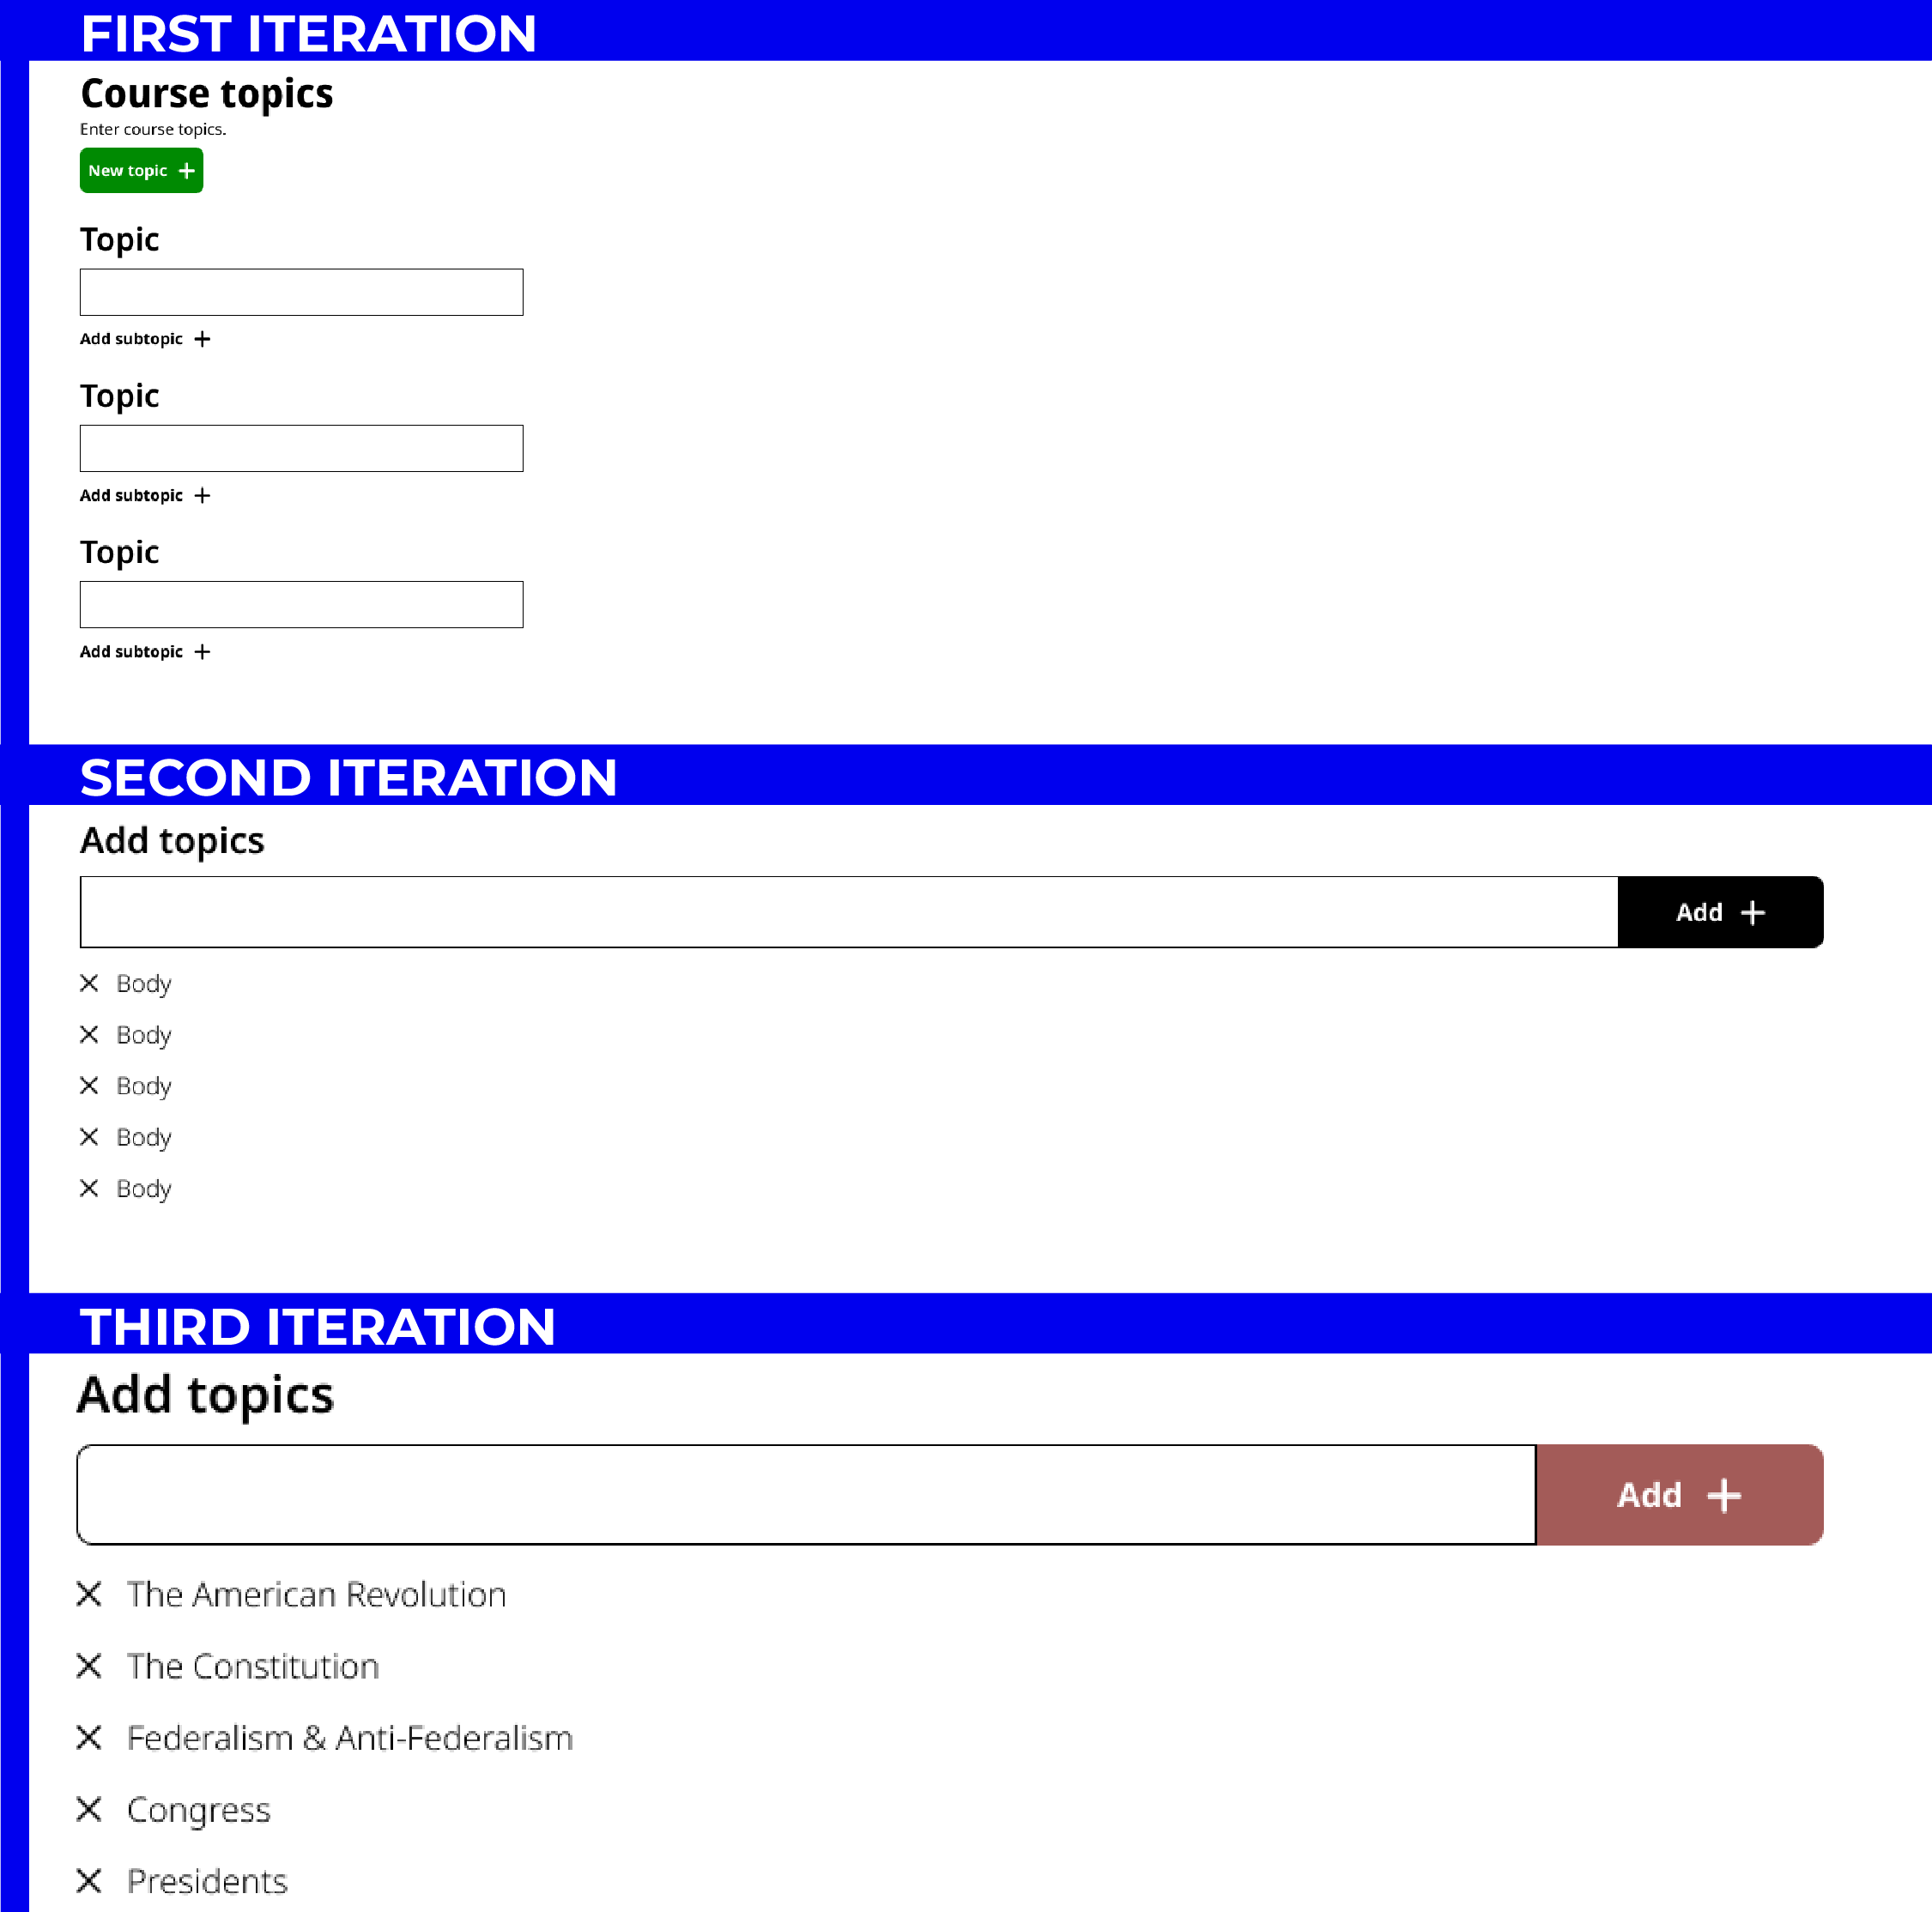 FIRST ITERATION
Course topics
Enter course topics.
New topic +
Topic
Add subtopic +
Topic
Add subtopic +
Topic
Add subtopic +
SECOND ITERATION
Add topics
Add +
× Body
× Body
× Body
× Body
× Body
THIRD ITERATION
Add topics
Add +
× The American Revolution
× The Constitution
× Federalism & Anti-Federalism
× Congress
× Presidents